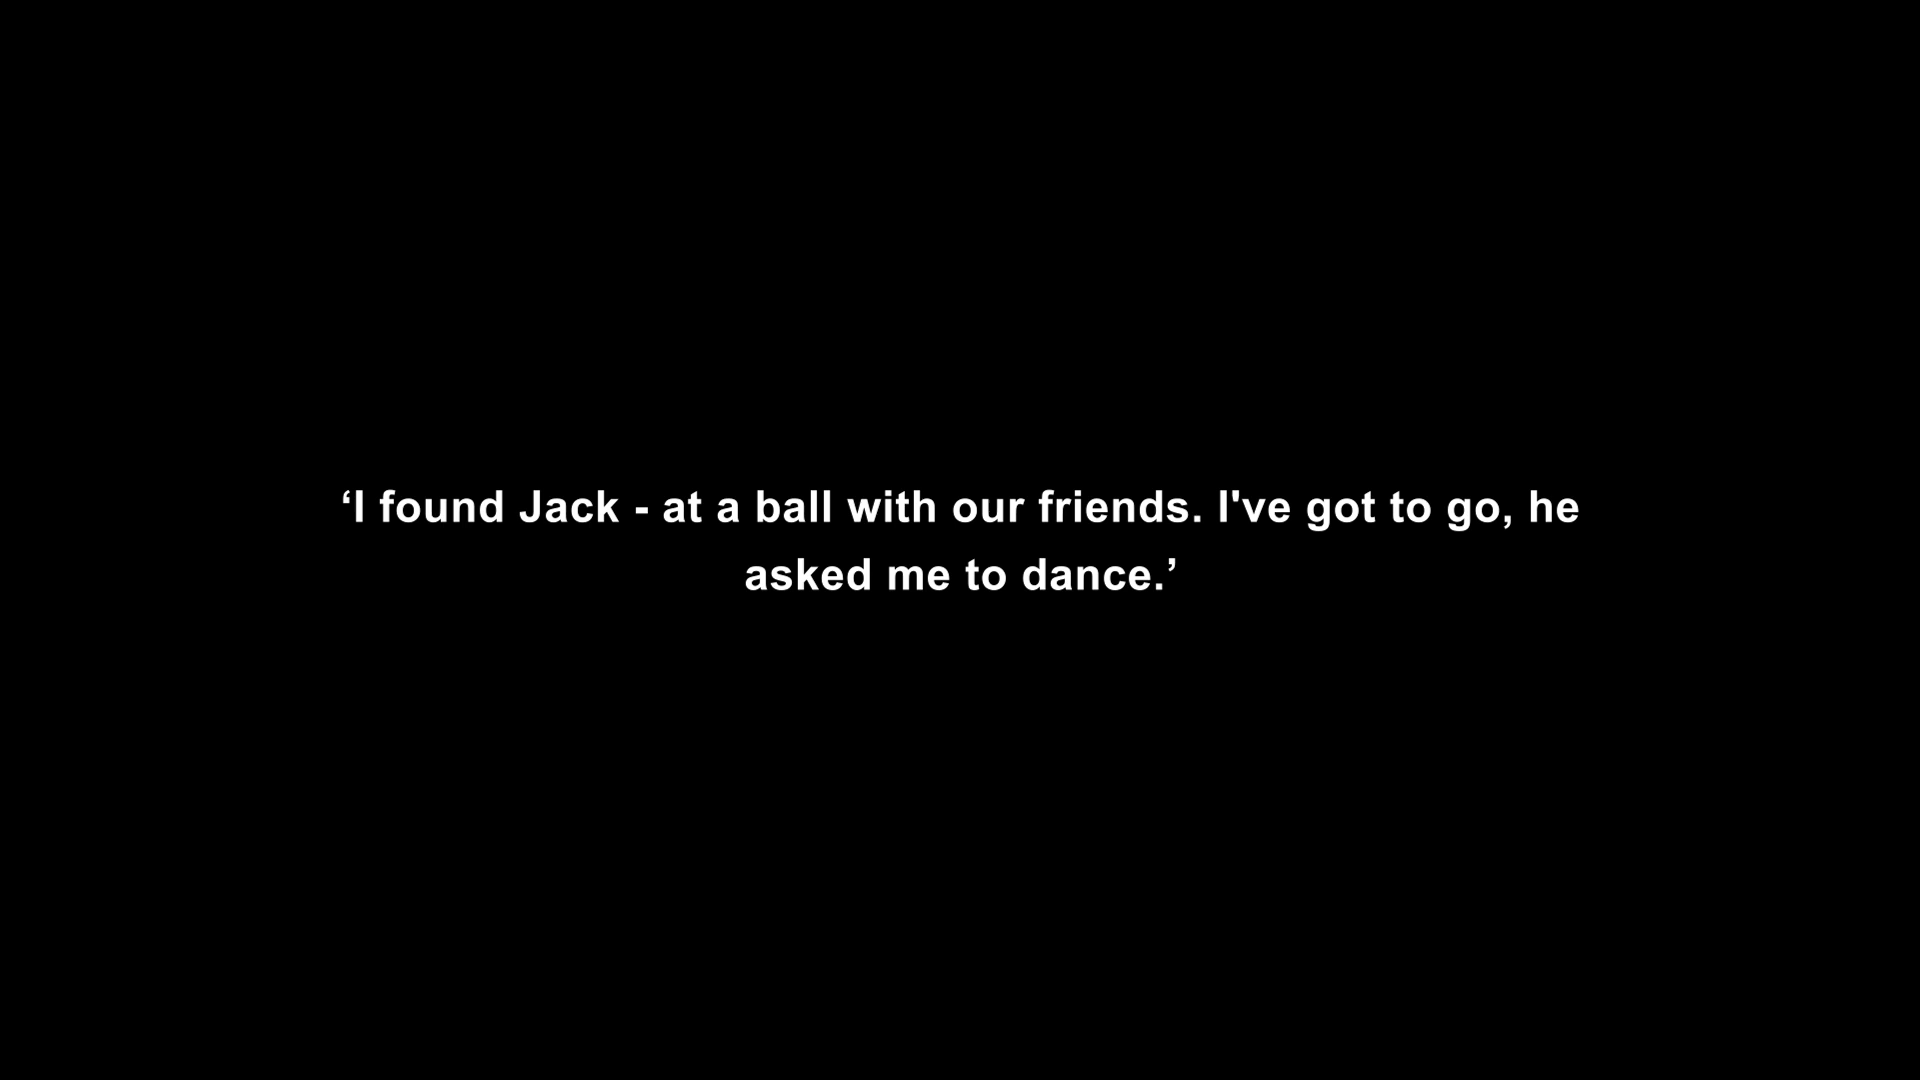 ‘I found Jack - at a ball with our friends. I've got to go, he
asked me to dance.’